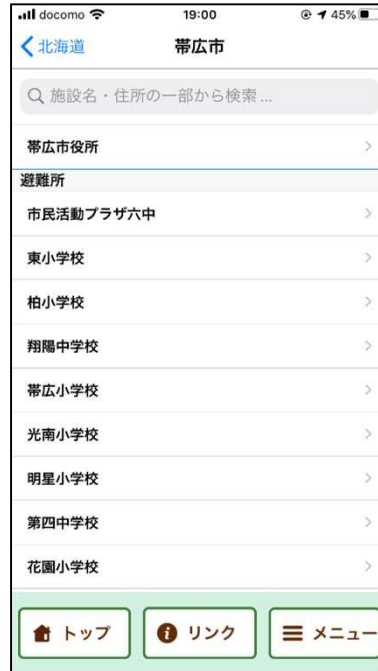 docomo 19:00 45%
北海道 帯広市
施設名・住所の一部から検索 ...
帯広市役所
避難所
市民活動プラザ六中
東小学校
柏小学校
翔陽中学校
帯広小学校
光南小学校
明星小学校
第四中学校
花園小学校
トップ リンク メニュー